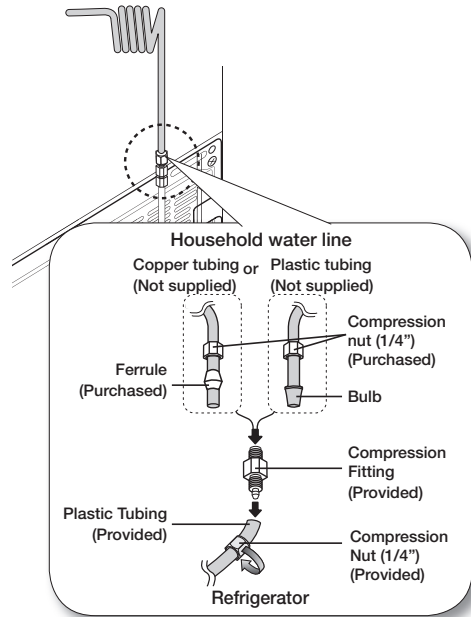 Household water line
Copper tubing or Plastic tubing
(Not supplied) (Not supplied)
Compression
nut (1/4”)
(Purchased)
Ferrule
(Purchased)
Bulb
Compression
Fitting
(Provided)
Plastic Tubing
(Provided)
Compression
Nut (1/4”)
(Provided)
Refrigerator